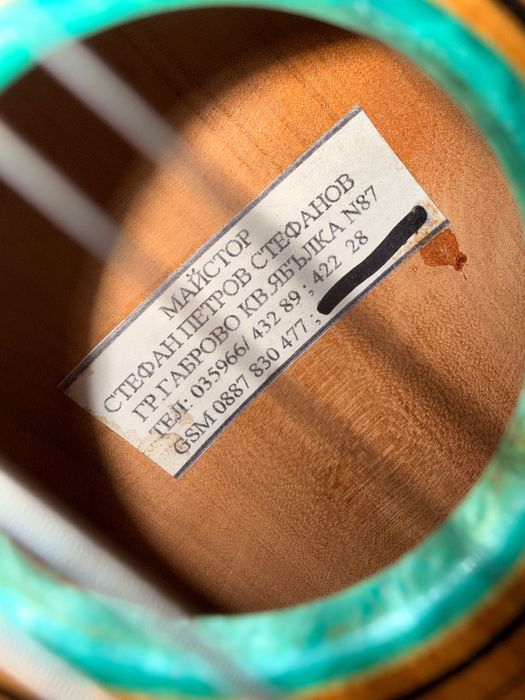 МАЙСТОР
СТЕФАН ПЕТРОВ СТЕФАНОВ
ГР.ГАБРОВО КВ.ЯБЪЛКА N87
ТЕЛ: 035966/ 432 89 ; 422 28
GSM 0887 830 477 ;